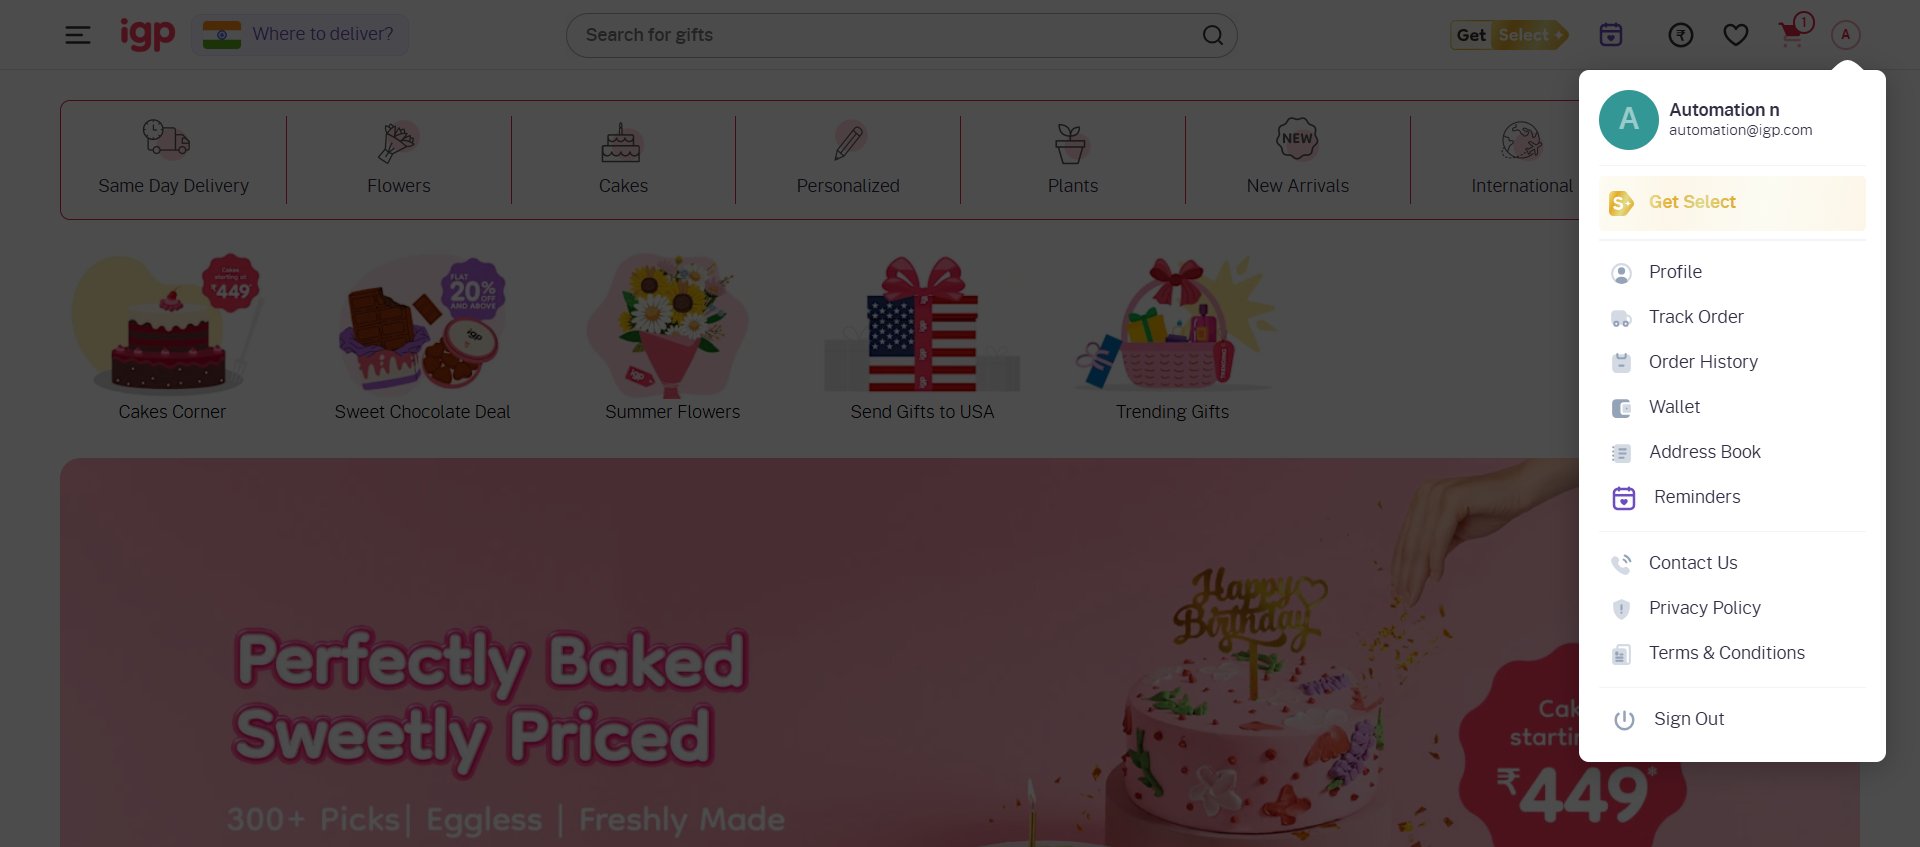 igp
Where to deliver?
Search for gifts
Get Select +
1
A
Same Day Delivery
Flowers
Cakes
Personalized
Plants
NEW
New Arrivals
International
Cakes
starting at
₹449*
Cakes Corner
FLAT
20%
OFF
AND ABOVE
igp
Sweet Chocolate Deal
igp
Summer Flowers
Send Gifts to USA
Trending Gifts
Perfectly Baked
Sweetly Priced
300+ Picks| Eggless | Freshly Made
Happy
Birthday
₹449*
A
Automation n
automation@igp.com
S+
Get Select
Profile
Track Order
Order History
Wallet
Address Book
Reminders
Contact Us
Privacy Policy
Terms & Conditions
Sign Out